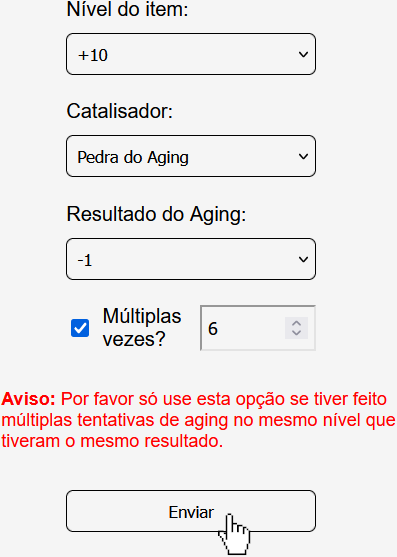 Nível do item:
+10
Catalisador:
Pedra do Aging
Resultado do Aging:
-1
Múltiplas
vezes?
6
Aviso: Por favor só use esta opção se tiver feito
múltiplas tentativas de aging no mesmo nível que
tiveram o mesmo resultado.
Enviar